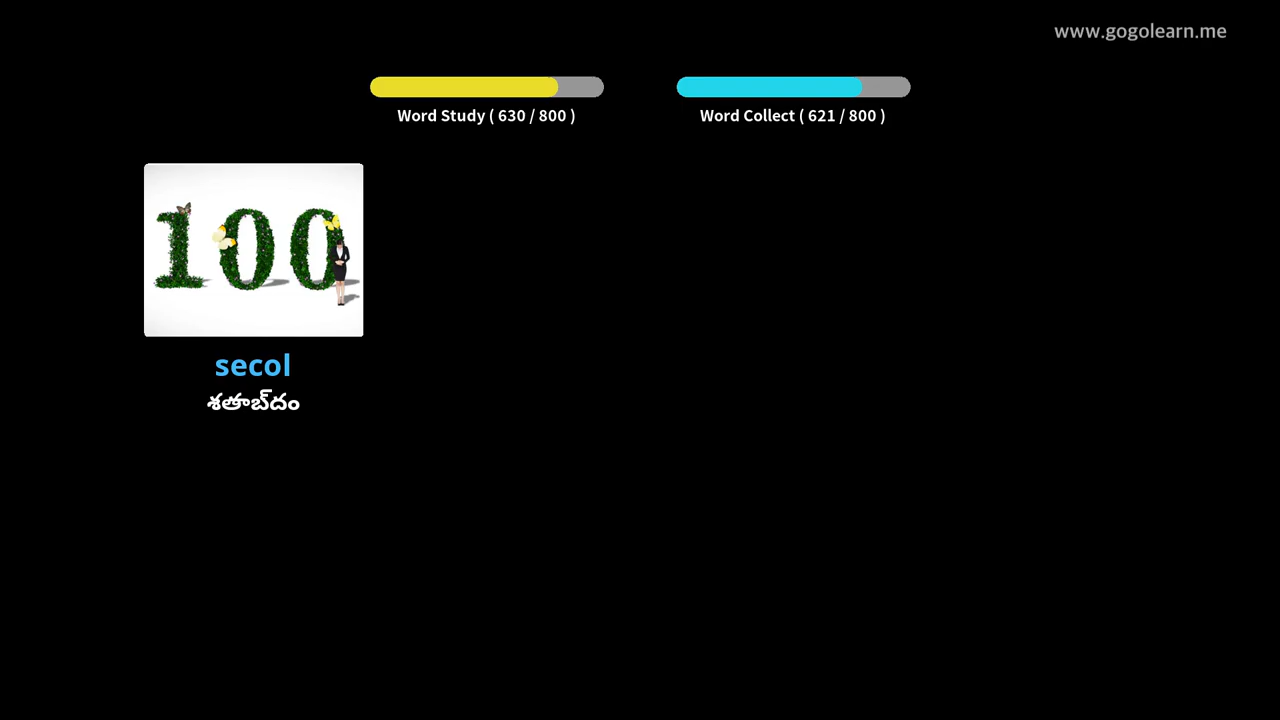 www.gogolearn.me
Word Study ( 630 / 800 )
Word Collect ( 621 / 800 )
100
secol
శతాబ్‌దం